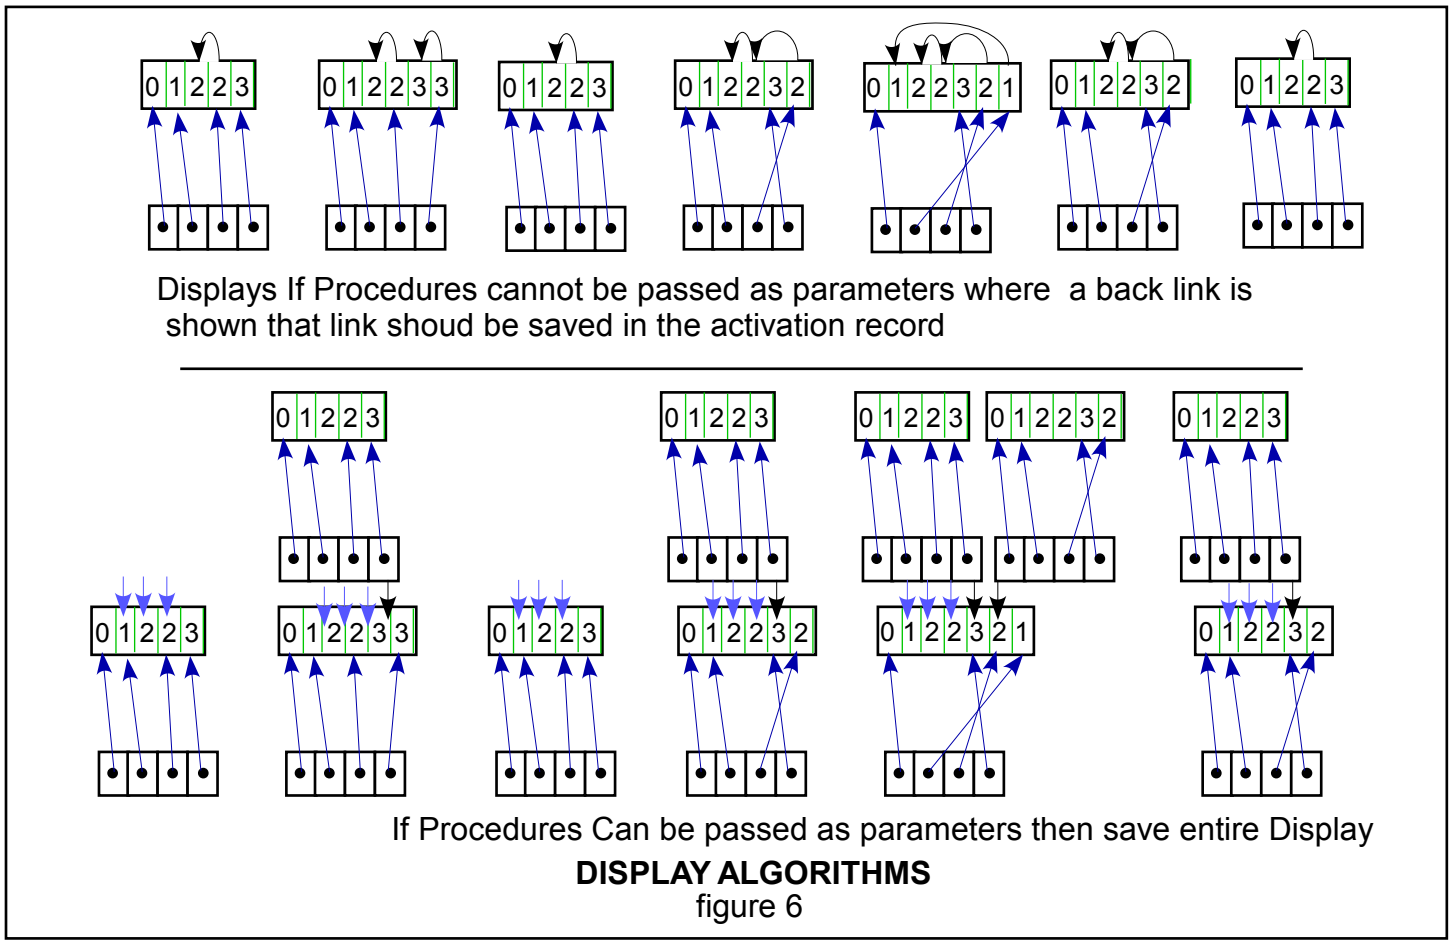 0 1 2 2 3
0 1 2 2 3 3
0 1 2 2 3
0 1 2 2 3 2
0 1 2 2 3 2 1
0 1 2 2 3 2
0 1 2 2 3
Displays If Procedures cannot be passed as parameters where a back link is
shown that link shoud be saved in the activation record
0 1 2 2 3
0 1 2 2 3
0 1 2 2 3
0 1 2 2 3 2
0 1 2 2 3
0 1 2 2 3
0 1 2 2 3 3
0 1 2 2 3
0 1 2 2 3 2
0 1 2 2 3 2 1
0 1 2 2 3 2
If Procedures Can be passed as parameters then save entire Display
DISPLAY ALGORITHMS
figure 6